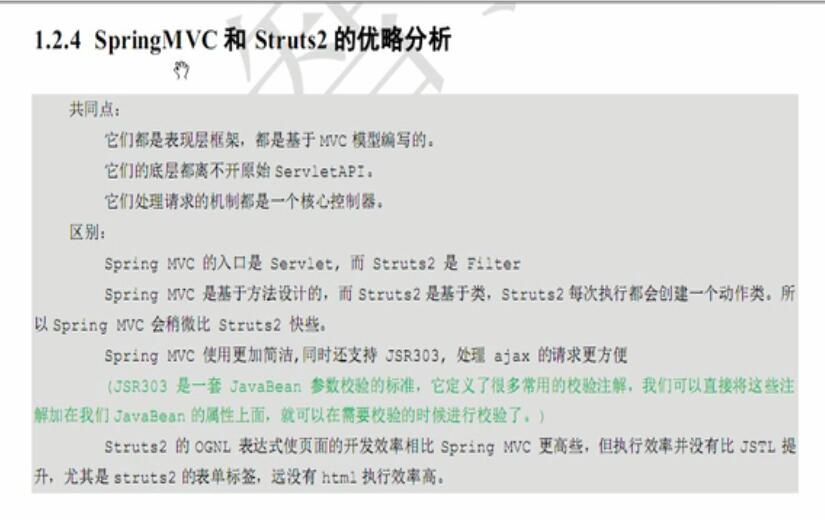 1.2.4 SpringMVC 和 Struts2 的优略分析
共同点：
它们都是表现层框架，都是基于 MVC 模型编写的。
它们的底层都离不开原始 ServletAPI。
它们处理请求的机制都是一个核心控制器。
区别：
Spring MVC 的入口是 Servlet, 而 Struts2 是 Filter
Spring MVC 是基于方法设计的，而 Struts2 是基于类，Struts2 每次执行都会创建一个动作类。所
以 Spring MVC 会稍微比 Struts2 快些。
Spring MVC 使用更加简洁,同时还支持 JSR303, 处理 ajax 的请求更方便
(JSR303 是一套 JavaBean 参数校验的标准，它定义了很多常用的校验注解，我们可以直接将这些注
解加在我们 JavaBean 的属性上面，就可以在需要校验的时候进行校验了。)
Struts2 的 OGNL 表达式使页面的开发效率相比 Spring MVC 更高些，但执行效率并没有比 JSTL 提
升，尤其是 struts2 的表单标签，远没有 html 执行效率高。